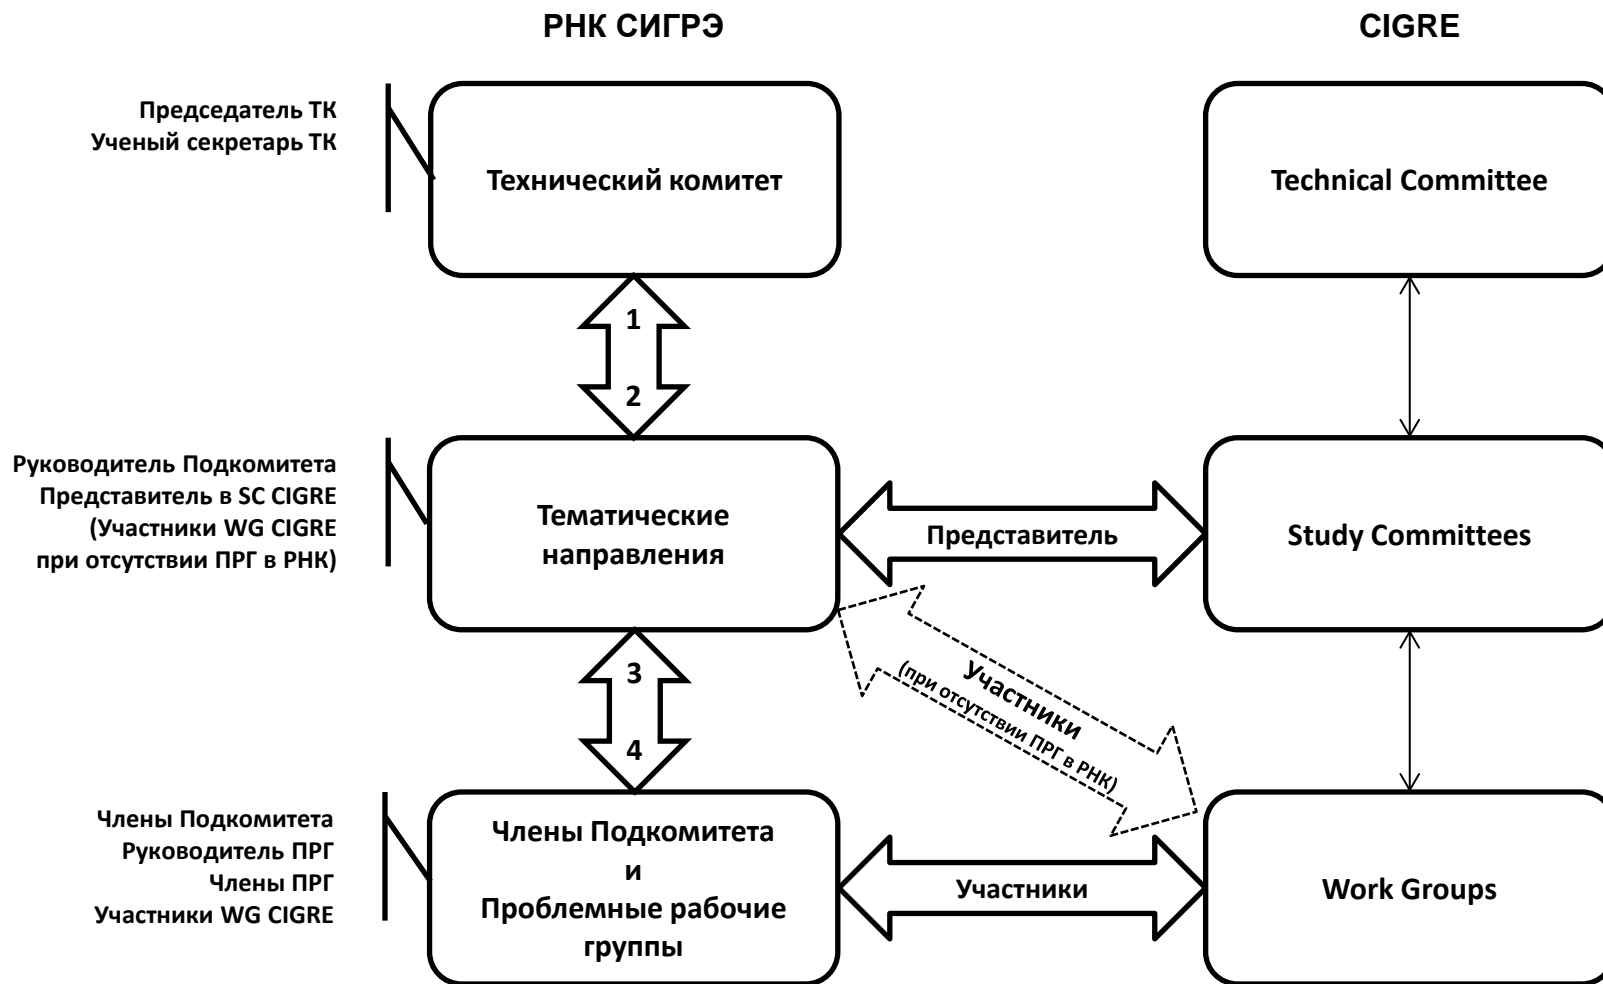 РНК СИГРЭ
CIGRE
Председатель ТК
Ученый секретарь ТК
Технический комитет
Technical Committee
1
2
Руководитель Подкомитета
Представитель в SC CIGRE
(Участники WG CIGRE
при отсутствии ПРГ в РНК)
Тематические
направления
Представитель
Study Committees
3
4
Участники
(при отсутствии ПРГ в РНК)
Члены Подкомитета
Руководитель ПРГ
Члены ПРГ
Участники WG CIGRE
Члены Подкомитета
и
Проблемные рабочие
группы
Участники
Work Groups